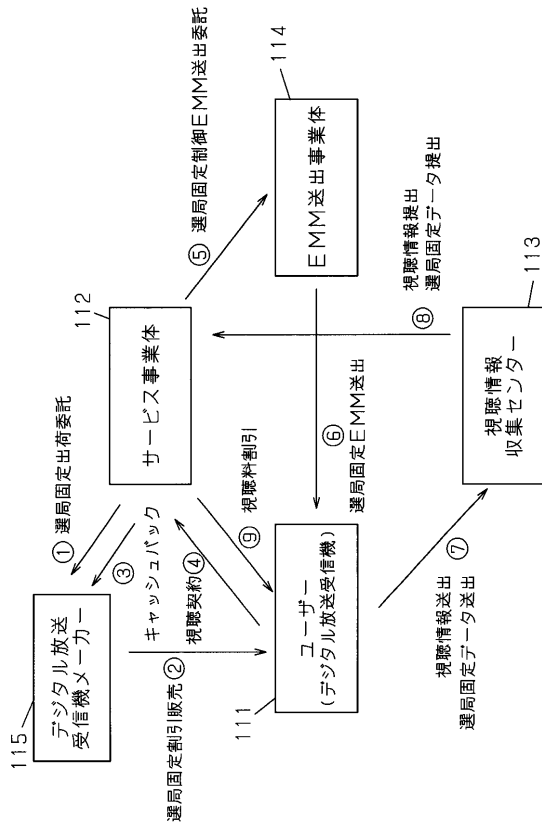 115
デジタル放送
受信機メーカー
① 選局固定出荷委託
112
サービス事業体
⑤ 選局固定制御EMM送出委託
114
EMM送出事業体
③
キャッシュバック
視聴契約④
選局固定割引販売②
⑨ 視聴料割引
⑥
選局固定EMM送出
⑧
視聴情報提出
選局固定データ提出
111
ユーザー
(デジタル放送受信機)
⑦
視聴情報送出
選局固定データ送出
113
視聴情報
収集センター